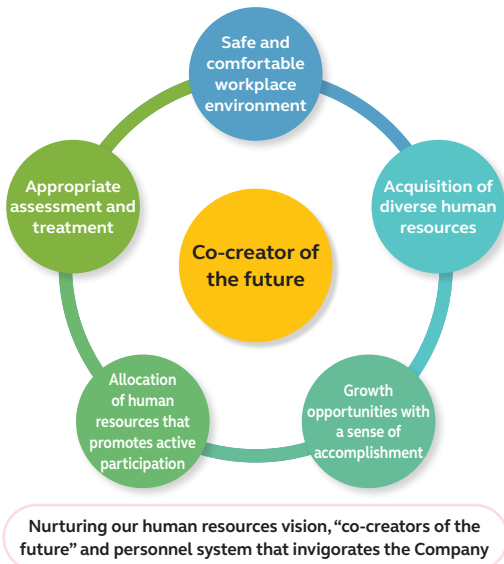 Safe and
comfortable
workplace
environment
Appropriate
assessment and
treatment
Acquisition of
diverse human
resources
Co-creator of
the future
Allocation
of human
resources that
promotes active
participation
Growth
opportunities with
a sense of
accomplishment
Nurturing our human resources vision, “co-creators of the
future” and personnel system that invigorates the Company